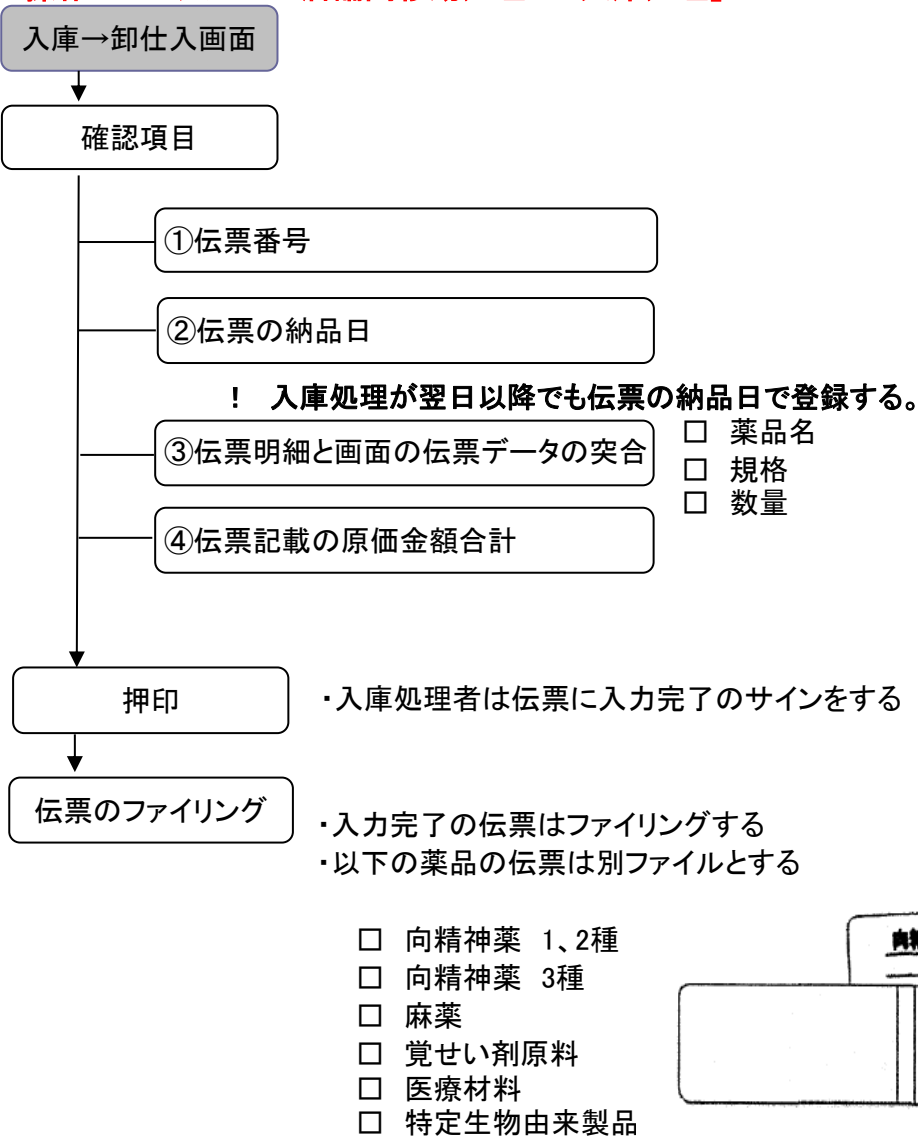 入庫→卸仕入画面
確認項目
①伝票番号
②伝票の納品日
! 入庫処理が翌日以降でも伝票の納品日で登録する。
③伝票明細と画面の伝票データの突合
□ 薬品名
□ 規格
□ 数量
④伝票記載の原価金額合計
押印
・入庫処理者は伝票に入力完了のサインをする
伝票のファイリング
・入力完了の伝票はファイリングする
・以下の薬品の伝票は別ファイルとする
□ 向精神薬 1、2種
□ 向精神薬 3種
□ 麻薬
□ 覚せい剤原料
□ 医療材料
□ 特定生物由来製品